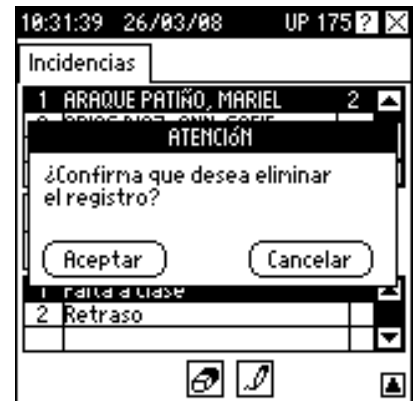 10:31:39 26/03/08 UP 175 ?
Incidencias
1 ARAQUE PATIÑO, MARIEL 2
ATENCIÓN
¿Confirma que desea eliminar
el registro?
Aceptar Cancelar
1 Falta a clase
2 Retraso